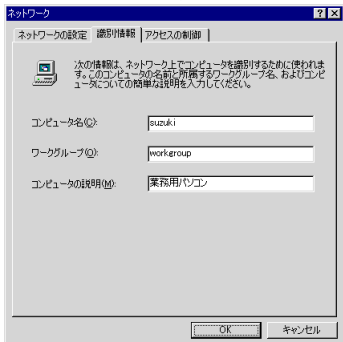 ネットワーク
ネットワークの設定 識別情報 アクセスの制御
次の情報は、ネットワーク上でコンピュータを識別するために使われま
す。このコンピュータの名前と所属するワークグループ名、およびコンピ
ュータについての簡単な説明を入力してください。
コンピュータ名(C): suzuki
ワークグループ(O): workgroup
コンピュータの説明(M): 業務用パソコン
OK キャンセル